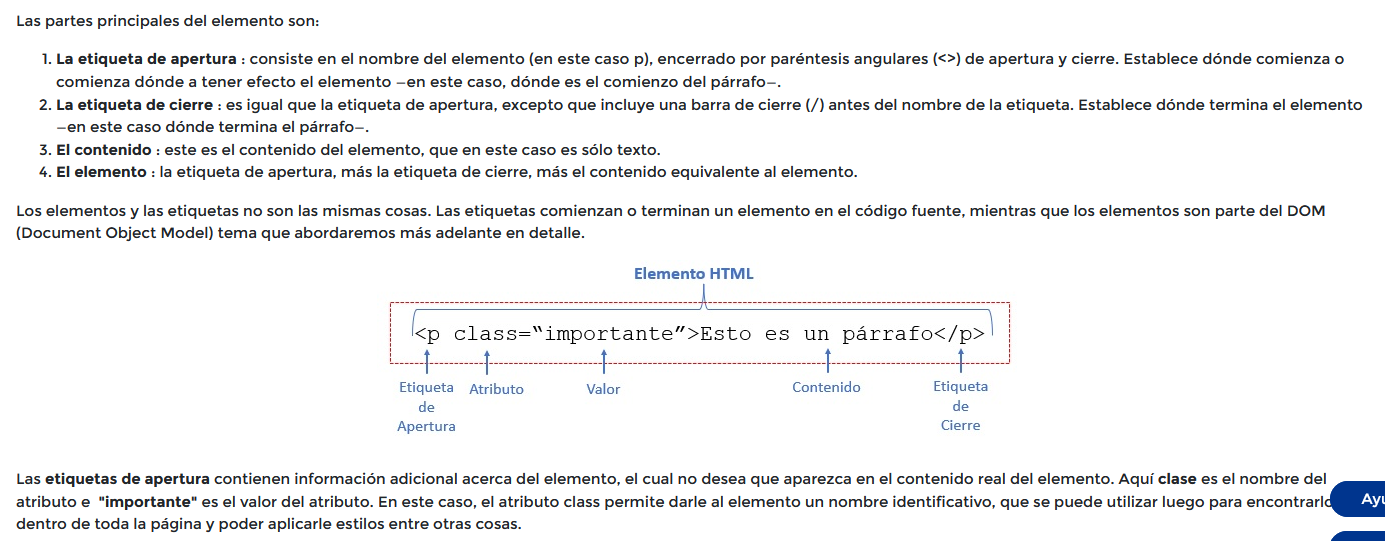 Las partes principales del elemento son:
1. La etiqueta de apertura : consiste en el nombre del elemento (en este caso p), encerrado por paréntesis angulares (<>) de apertura y cierre. Establece dónde comienza o
comienza dónde a tener efecto el elemento —en este caso, dónde es el comienzo del párrafo—.
2. La etiqueta de cierre : es igual que la etiqueta de apertura, excepto que incluye una barra de cierre (/) antes del nombre de la etiqueta. Establece dónde termina el elemento
—en este caso dónde termina el párrafo—.
3. El contenido : este es el contenido del elemento, que en este caso es sólo texto.
4. El elemento : la etiqueta de apertura, más la etiqueta de cierre, más el contenido equivalente al elemento.
Los elementos y las etiquetas no son las mismas cosas. Las etiquetas comienzan o terminan un elemento en el código fuente, mientras que los elementos son parte del DOM
(Document Object Model) tema que abordaremos más adelante en detalle.
Elemento HTML
<p class=“importante”>Esto es un párrafo</p>
Etiqueta de Apertura
Atributo
Valor
Contenido
Etiqueta de Cierre
Las etiquetas de apertura contienen información adicional acerca del elemento, el cual no desea que aparezca en el contenido real del elemento. Aquí clase es el nombre del
atributo e "importante" es el valor del atributo. En este caso, el atributo class permite darle al elemento un nombre identificativo, que se puede utilizar luego para encontrarlo
dentro de toda la página y poder aplicarle estilos entre otras cosas.